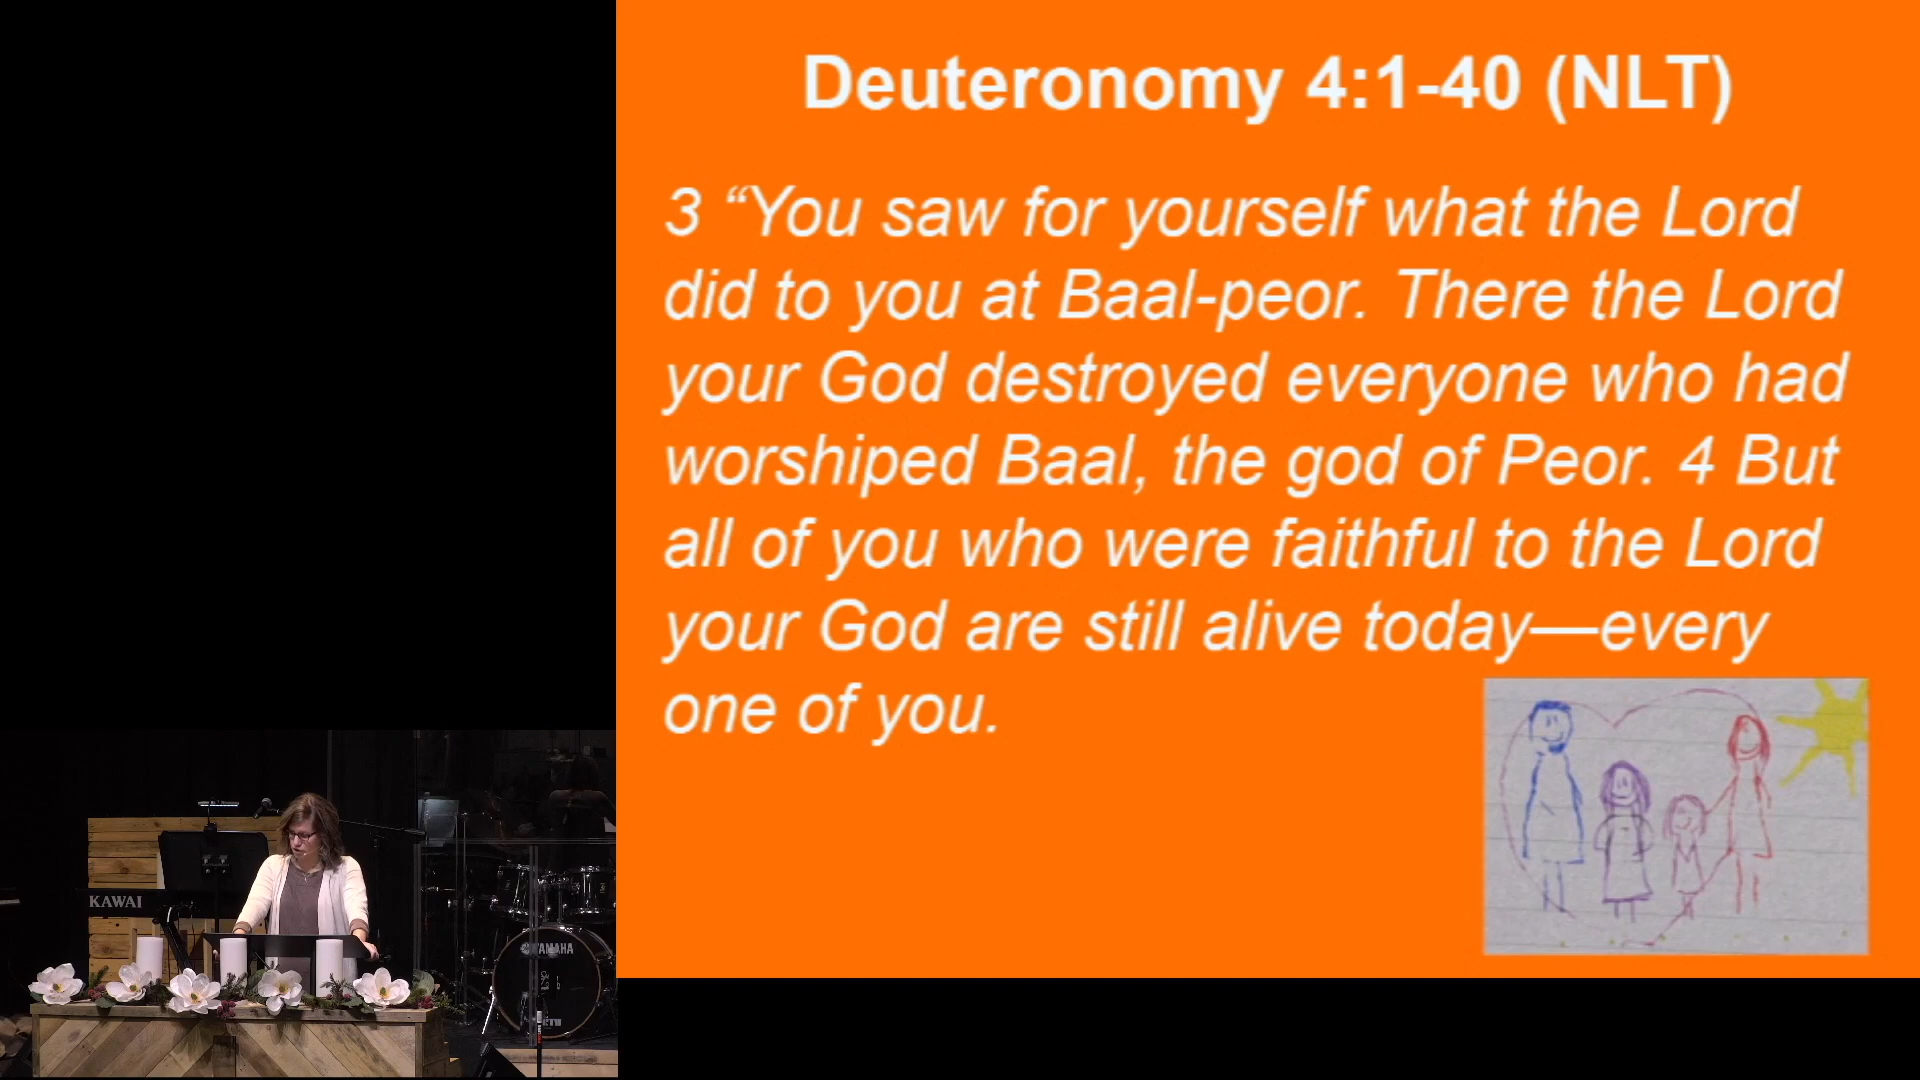 Deuteronomy 4:1-40 (NLT)
3 “You saw for yourself what the Lord
did to you at Baal-peor. There the Lord
your God destroyed everyone who had
worshiped Baal, the god of Peor. 4 But
all of you who were faithful to the Lord
your God are still alive today—every
one of you.
KAWAI
YAMAHA